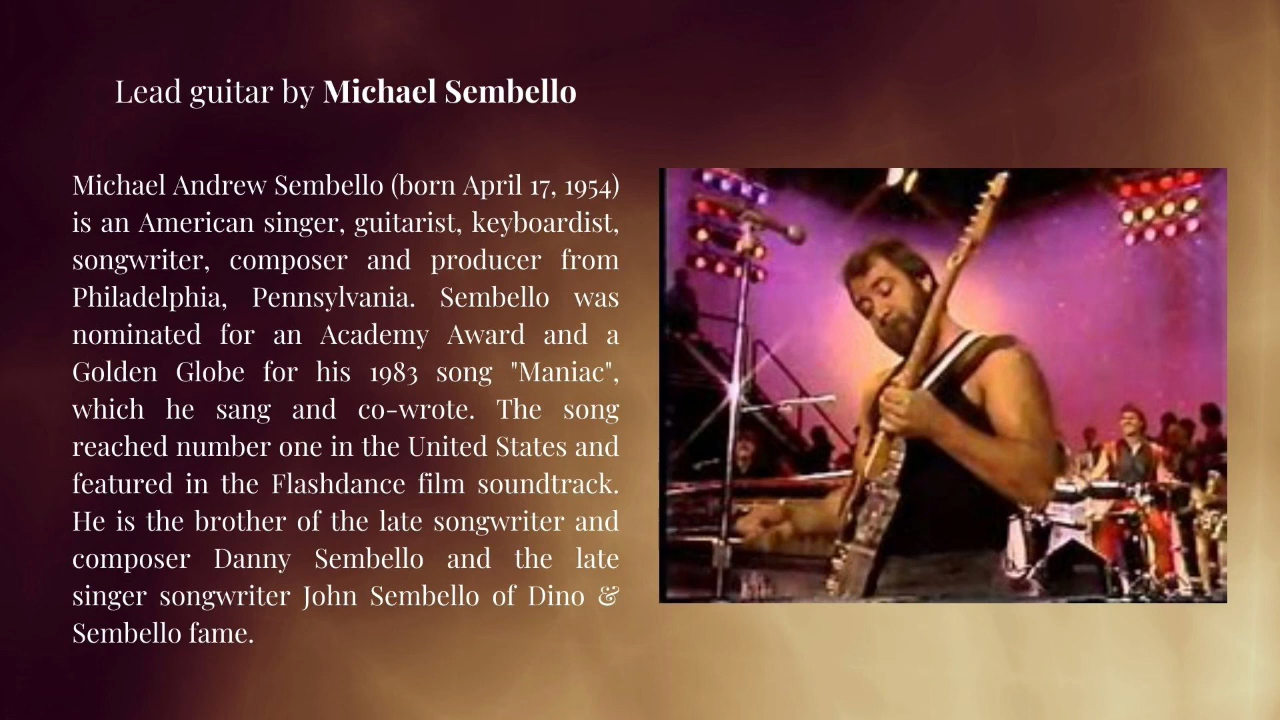 Lead guitar by Michael Sembello
Michael Andrew Sembello (born April 17, 1954)
is an American singer, guitarist, keyboardist,
songwriter, composer and producer from
Philadelphia, Pennsylvania. Sembello was
nominated for an Academy Award and a
Golden Globe for his 1983 song "Maniac",
which he sang and co-wrote. The song
reached number one in the United States and
featured in the Flashdance film soundtrack.
He is the brother of the late songwriter and
composer Danny Sembello and the late
singer songwriter John Sembello of Dino &
Sembello fame.